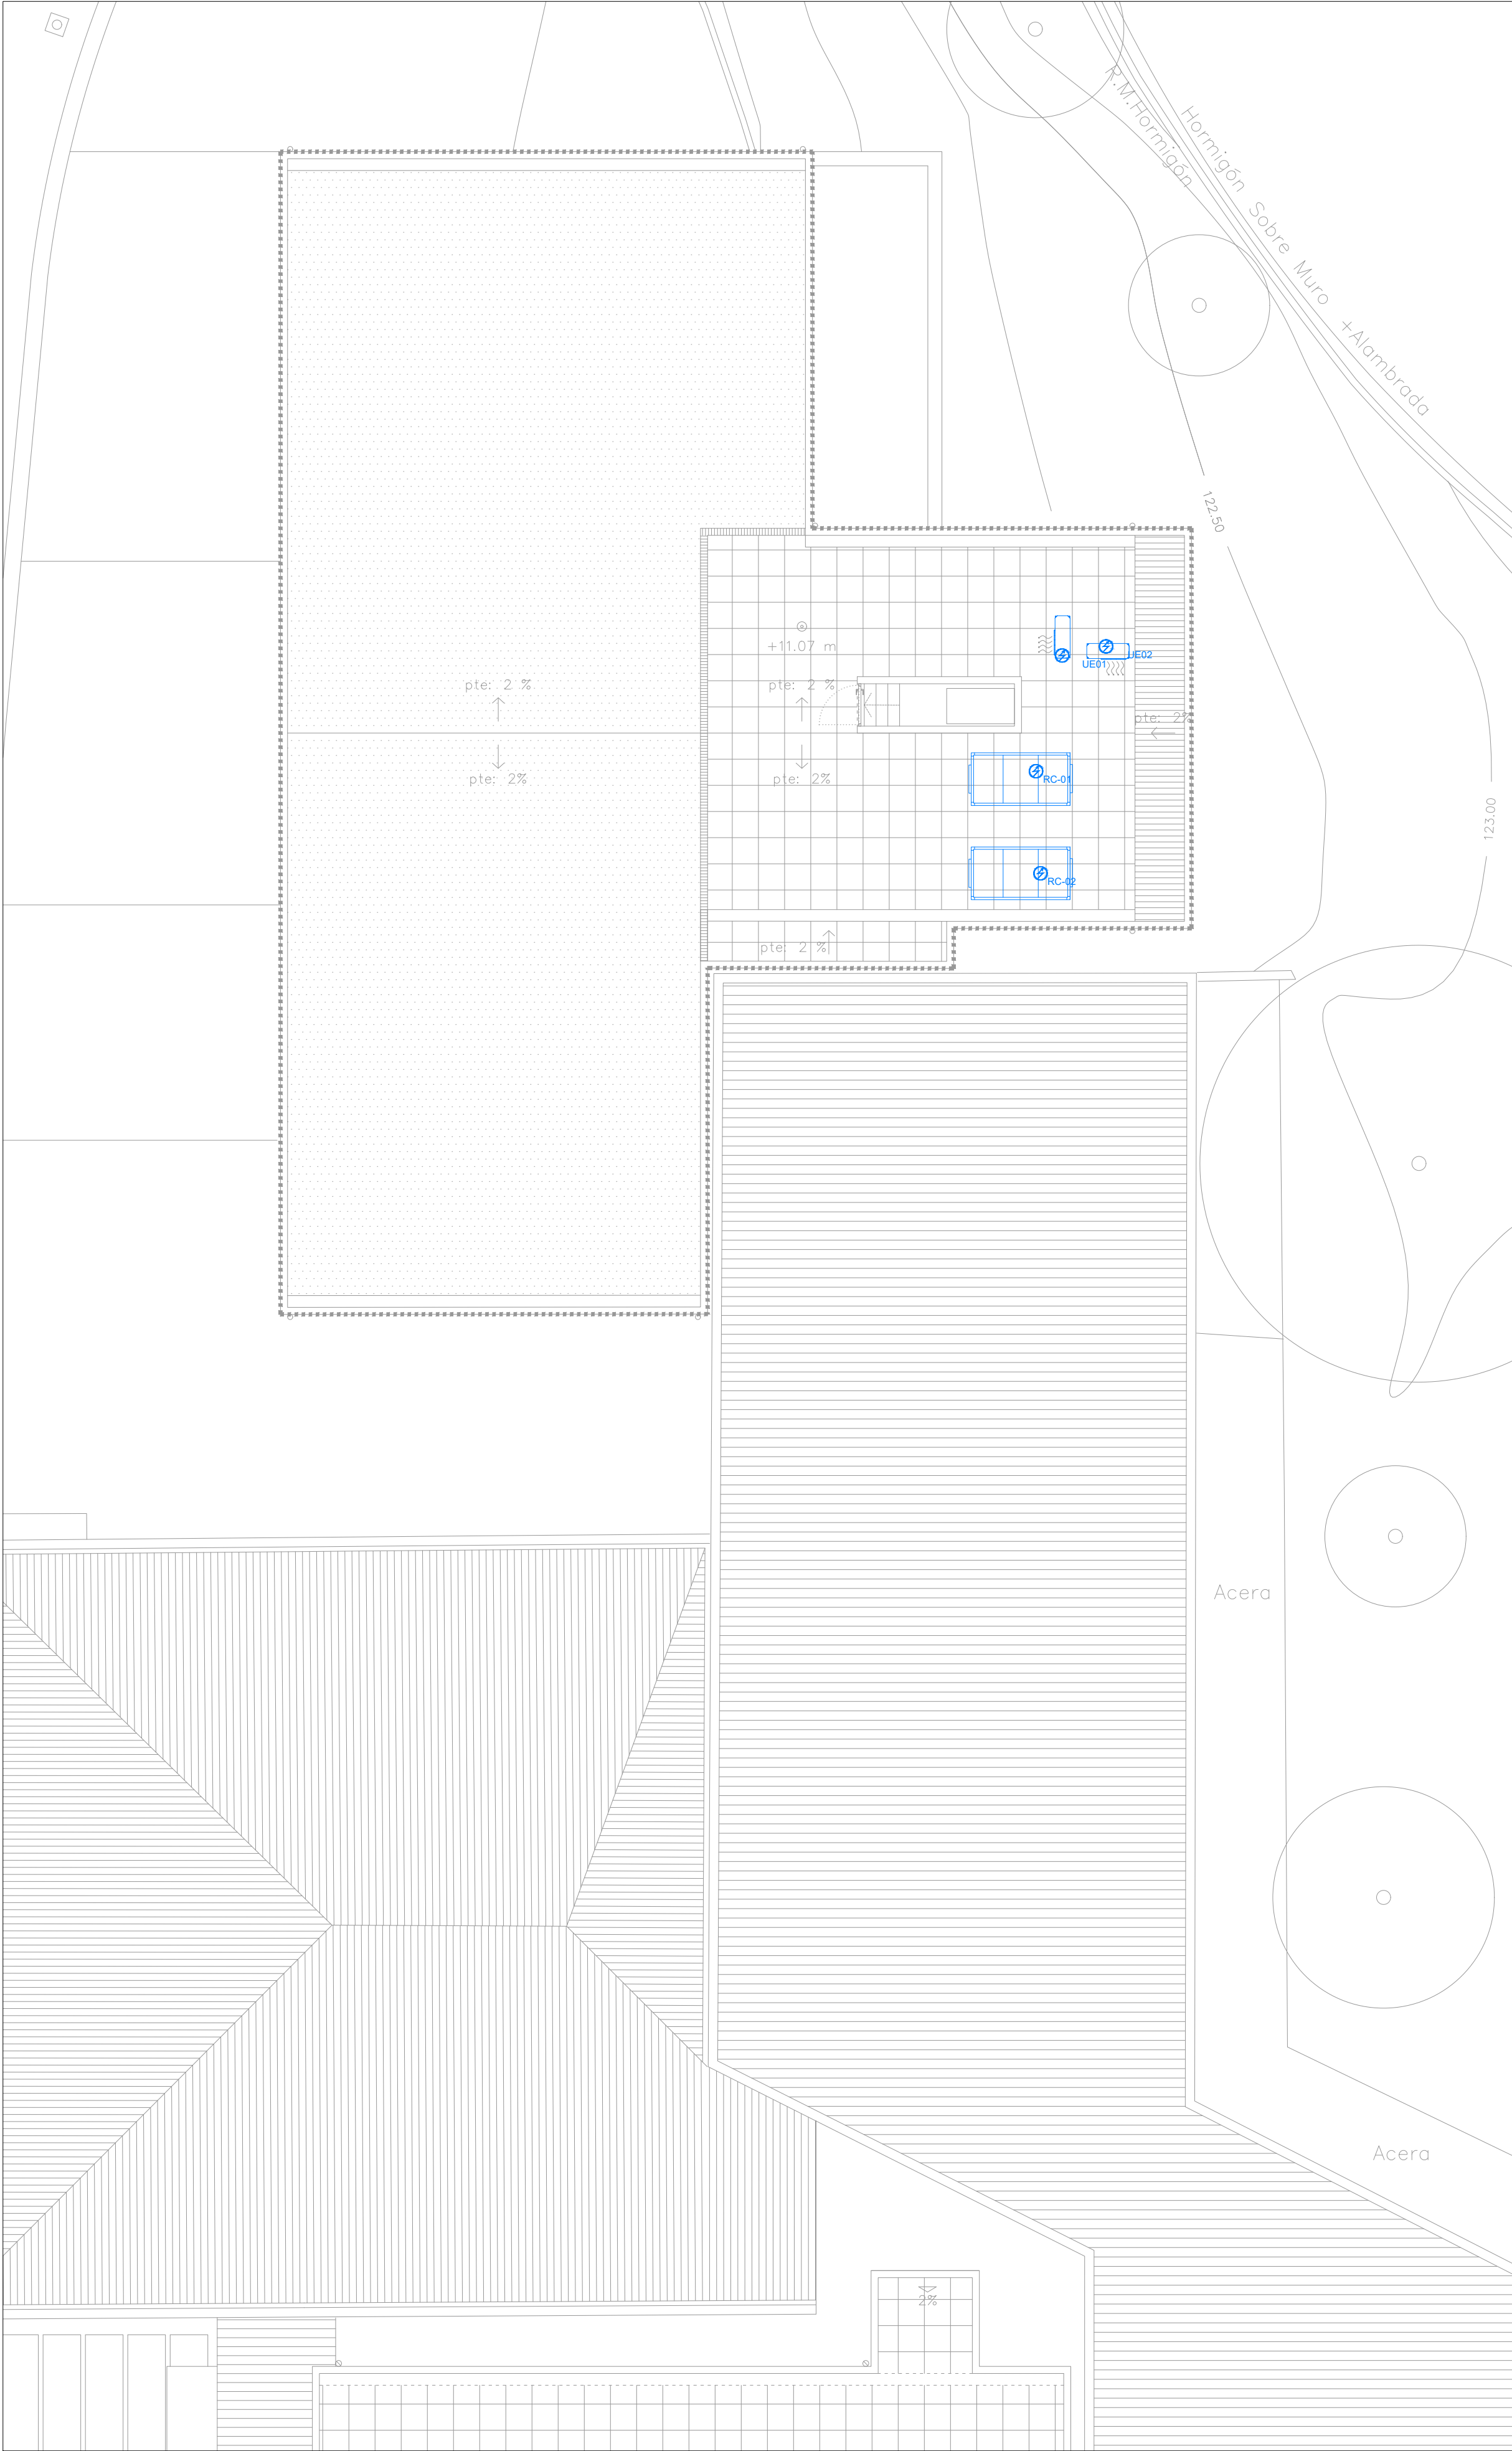 R.M.Hormigón
Hormigón Sobre Muro +Alambrada
122.50
+11.07 m
UE01
UE02
pte: 2 %
pte: 2 %
pte: 2%
pte: 2%
pte: 2%
RC-01
123.00
RC-02
pte: 2 %
Acera
Acera
2%